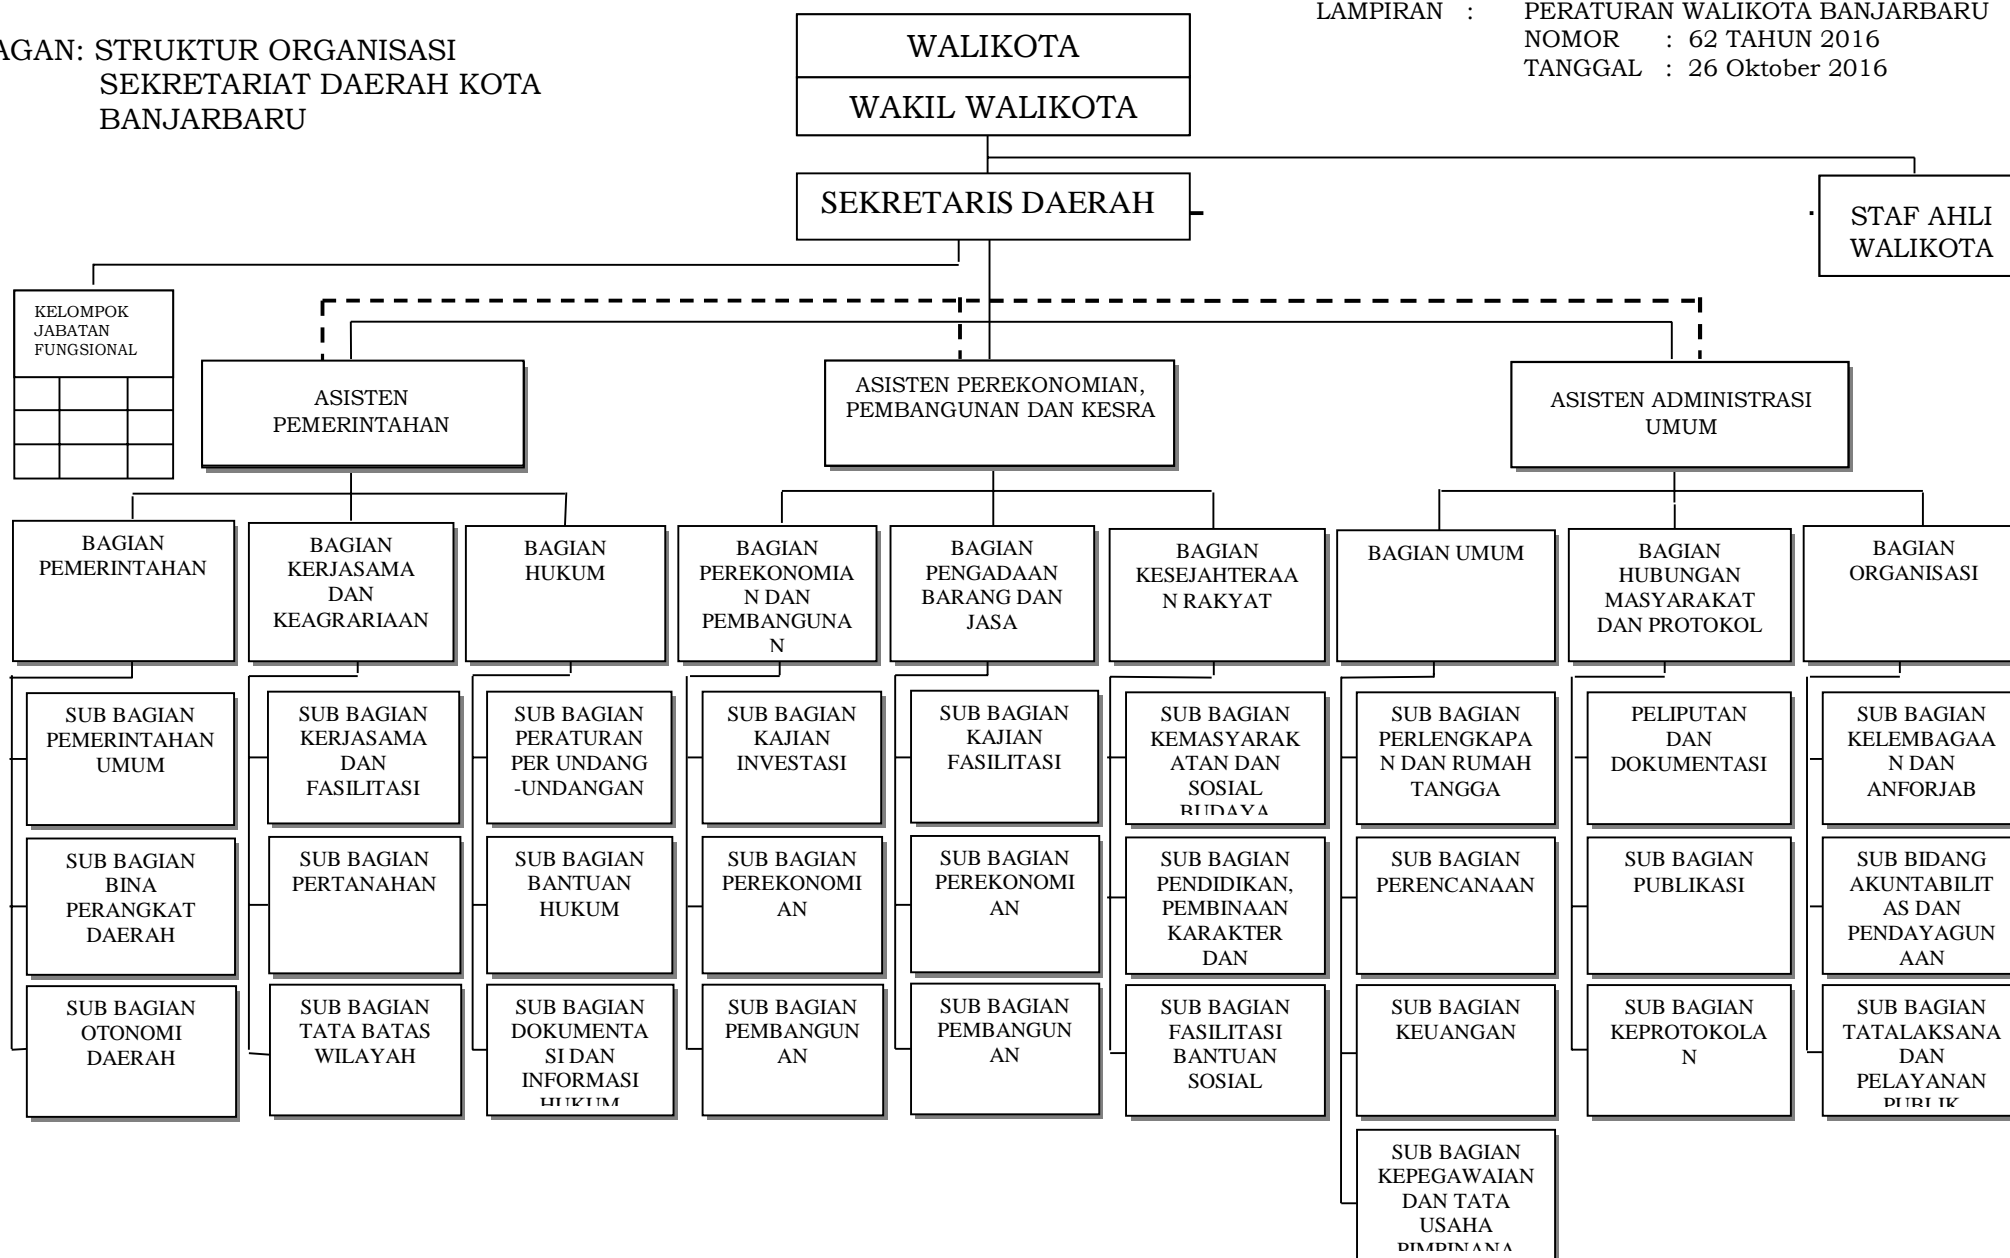 AGAN: STRUKTUR ORGANISASI
SEKRETARIAT DAERAH KOTA
BANJARBARU
LAMPIRAN : PERATURAN WALIKOTA BANJARBARU
NOMOR : 62 TAHUN 2016
TANGGAL : 26 Oktober 2016
WALIKOTA
WAKIL WALIKOTA
SEKRETARIS DAERAH
STAF AHLI
WALIKOTA
KELOMPOK
JABATAN
FUNGSIONAL
ASISTEN
PEMERINTAHAN
ASISTEN PEREKONOMIAN,
PEMBANGUNAN DAN KESRA
ASISTEN ADMINISTRASI
UMUM
BAGIAN
PEMERINTAHAN
BAGIAN
KERJASAMA
DAN
KEAGRARIAAN
BAGIAN
HUKUM
BAGIAN
PEREKONOMIA
N DAN
PEMBANGUNA
N
BAGIAN
PENGADAAN
BARANG DAN
JASA
BAGIAN
KESEJAHTERAA
N RAKYAT
BAGIAN UMUM
BAGIAN
HUBUNGAN
MASYARAKAT
DAN PROTOKOL
BAGIAN
ORGANISASI
SUB BAGIAN
PEMERINTAHAN
UMUM
SUB BAGIAN
KERJASAMA
DAN
FASILITASI
SUB BAGIAN
PERATURAN
PER UNDANG
-UNDANGAN
SUB BAGIAN
KAJIAN
INVESTASI
SUB BAGIAN
KAJIAN
FASILITASI
SUB BAGIAN
KEMASYARAK
ATAN DAN
SOSIAL
BUDAYA
SUB BAGIAN
PERLENGKAPA
N DAN RUMAH
TANGGA
PELIPUTAN
DAN
DOKUMENTASI
SUB BAGIAN
KELEMBAGAA
N DAN
ANFORJAB
SUB BAGIAN
BINA
PERANGKAT
DAERAH
SUB BAGIAN
PERTANAHAN
SUB BAGIAN
BANTUAN
HUKUM
SUB BAGIAN
PEREKONOMI
AN
SUB BAGIAN
PEREKONOMI
AN
SUB BAGIAN
PENDIDIKAN,
PEMBINAAN
KARAKTER
DAN
SUB BAGIAN
PERENCANAAN
SUB BAGIAN
PUBLIKASI
SUB BIDANG
AKUNTABILIT
AS DAN
PENDAYAGUN
AAN
SUB BAGIAN
OTONOMI
DAERAH
SUB BAGIAN
TATA BATAS
WILAYAH
SUB BAGIAN
DOKUMENTA
SI DAN
INFORMASI
HUKUM
SUB BAGIAN
PEMBANGUN
AN
SUB BAGIAN
PEMBANGUN
AN
SUB BAGIAN
FASILITASI
BANTUAN
SOSIAL
SUB BAGIAN
KEUANGAN
SUB BAGIAN
KEPROTOKOLA
N
SUB BAGIAN
TATALAKSANA
DAN
PELAYANAN
PUBLIK
SUB BAGIAN
KEPEGAWAIAN
DAN TATA
USAHA
PIMPINANA